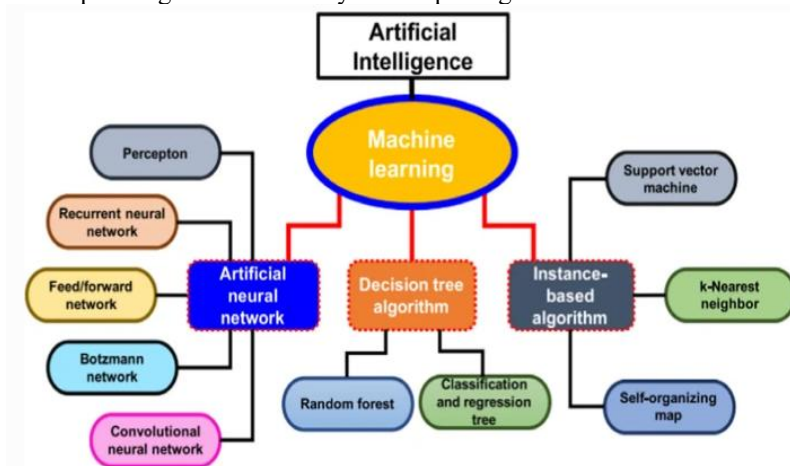 Artificial
Intelligence
Machine
learning
Percepton
Recurrent neural
network
Feed/forward
network
Botzmann
network
Convolutional
neural network
Artificial
neural
network
Decision tree
algorithm
Random forest
Classification
and regression
tree
Instance-
based
algorithm
Support vector
machine
k-Nearest
neighbor
Self-organizing
map